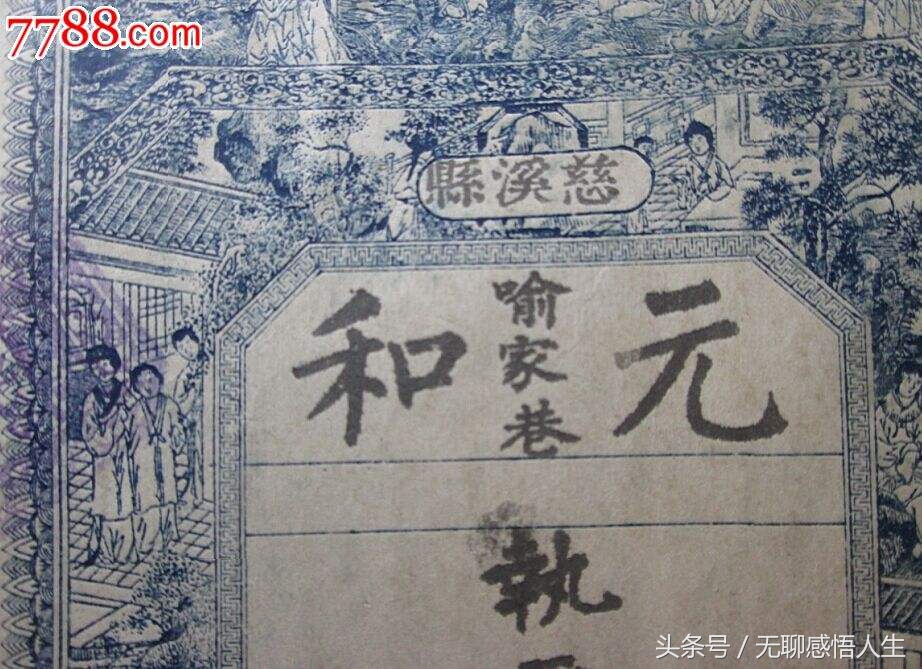 7788.com
慈溪縣
元
喻家巷
和
執
头条号／无聊感悟人生